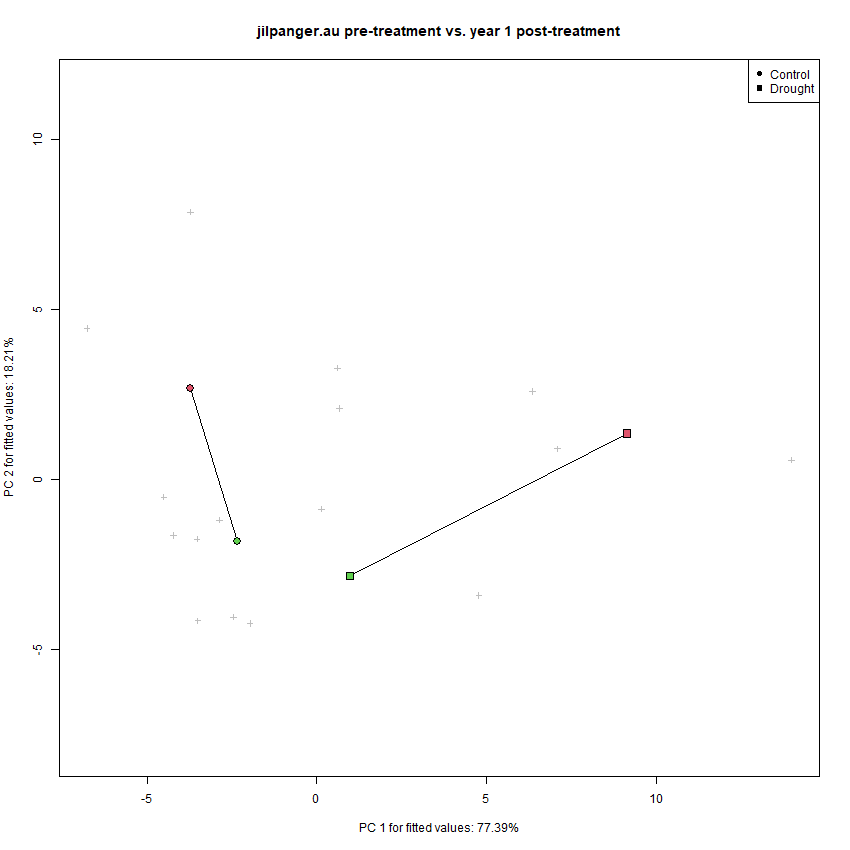 jilpanger.au pre-treatment vs. year 1 post-treatment
Control
Drought
10
5
0
-5
PC 2 for fitted values: 18.21%
-5
0
5
10
PC 1 for fitted values: 77.39%